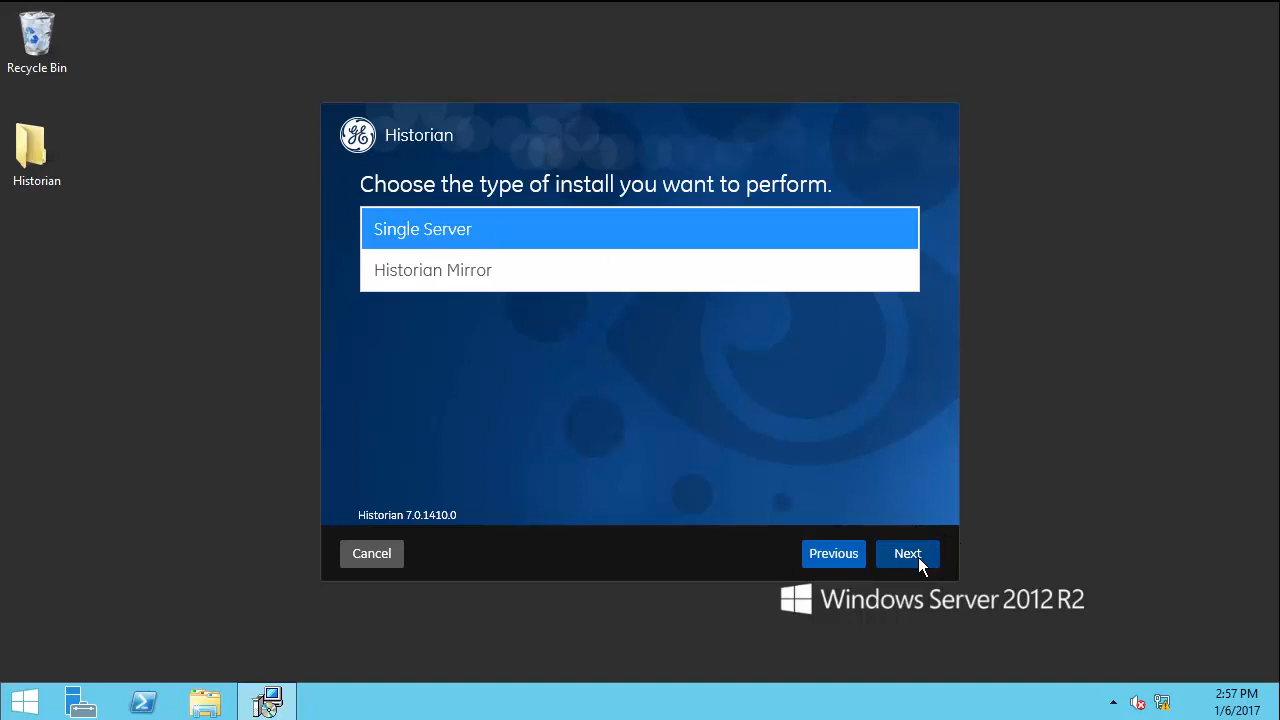 Recycle Bin
Historian
Historian
Choose the type of install you want to perform.
Single Server
Historian Mirror
Historian 7.0.1410.0
Cancel
Previous
Next
Windows Server 2012 R2
2:57 PM
1/6/2017